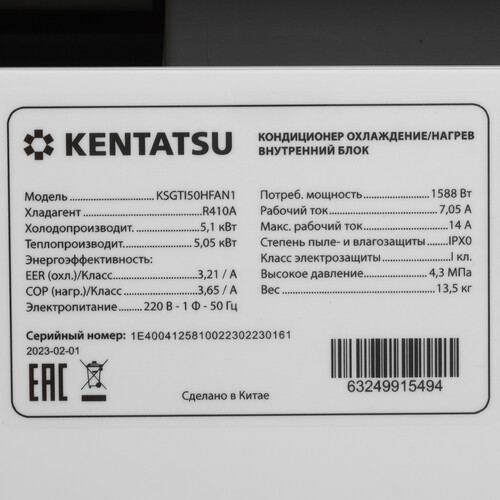 KENTATSU
КОНДИЦИОНЕР ОХЛАЖДЕНИЕ/НАГРЕВ
ВНУТРЕННИЙ БЛОК
Модель KSGTI50HFAN1
Хладагент R410A
Холодопроизводит. 5,1 кВт
Теплопроизводит. 5,05 кВт
Энергоэффективность:
EER (охл.)/Класс 3,21 / A
COP (нагр.)/Класс 3,65 / A
Электропитание 220 В - 1 Ф - 50 Гц
Потреб. мощность 1588 Вт
Рабочий ток 7,05 А
Макс. рабочий ток 14 А
Степень пыле- и влагозащиты IPX0
Класс электрозащиты I кл.
Высокое давление 4,3 МПа
Вес 13,5 кг
Серийный номер: 1E4004125810022302230161
2023-02-01
EAC
Сделано в Китае
63249915494